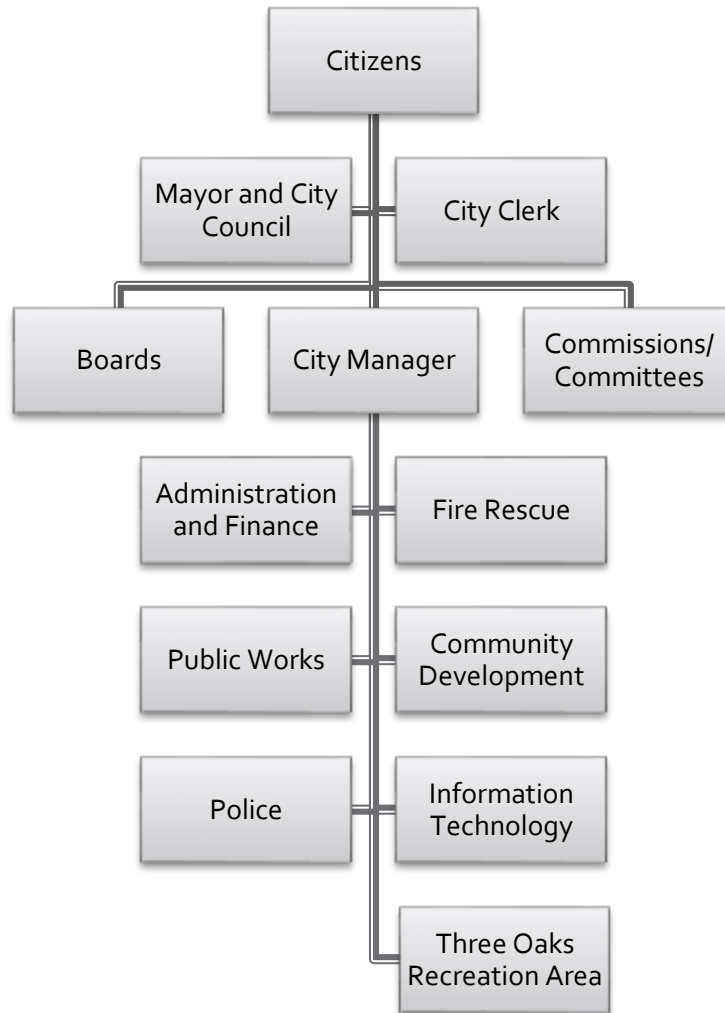 Citizens
Mayor and City
Council
City Clerk
Boards
City Manager
Commissions/
Committees
Administration
and Finance
Fire Rescue
Public Works
Community
Development
Police
Information
Technology
Three Oaks
Recreation Area